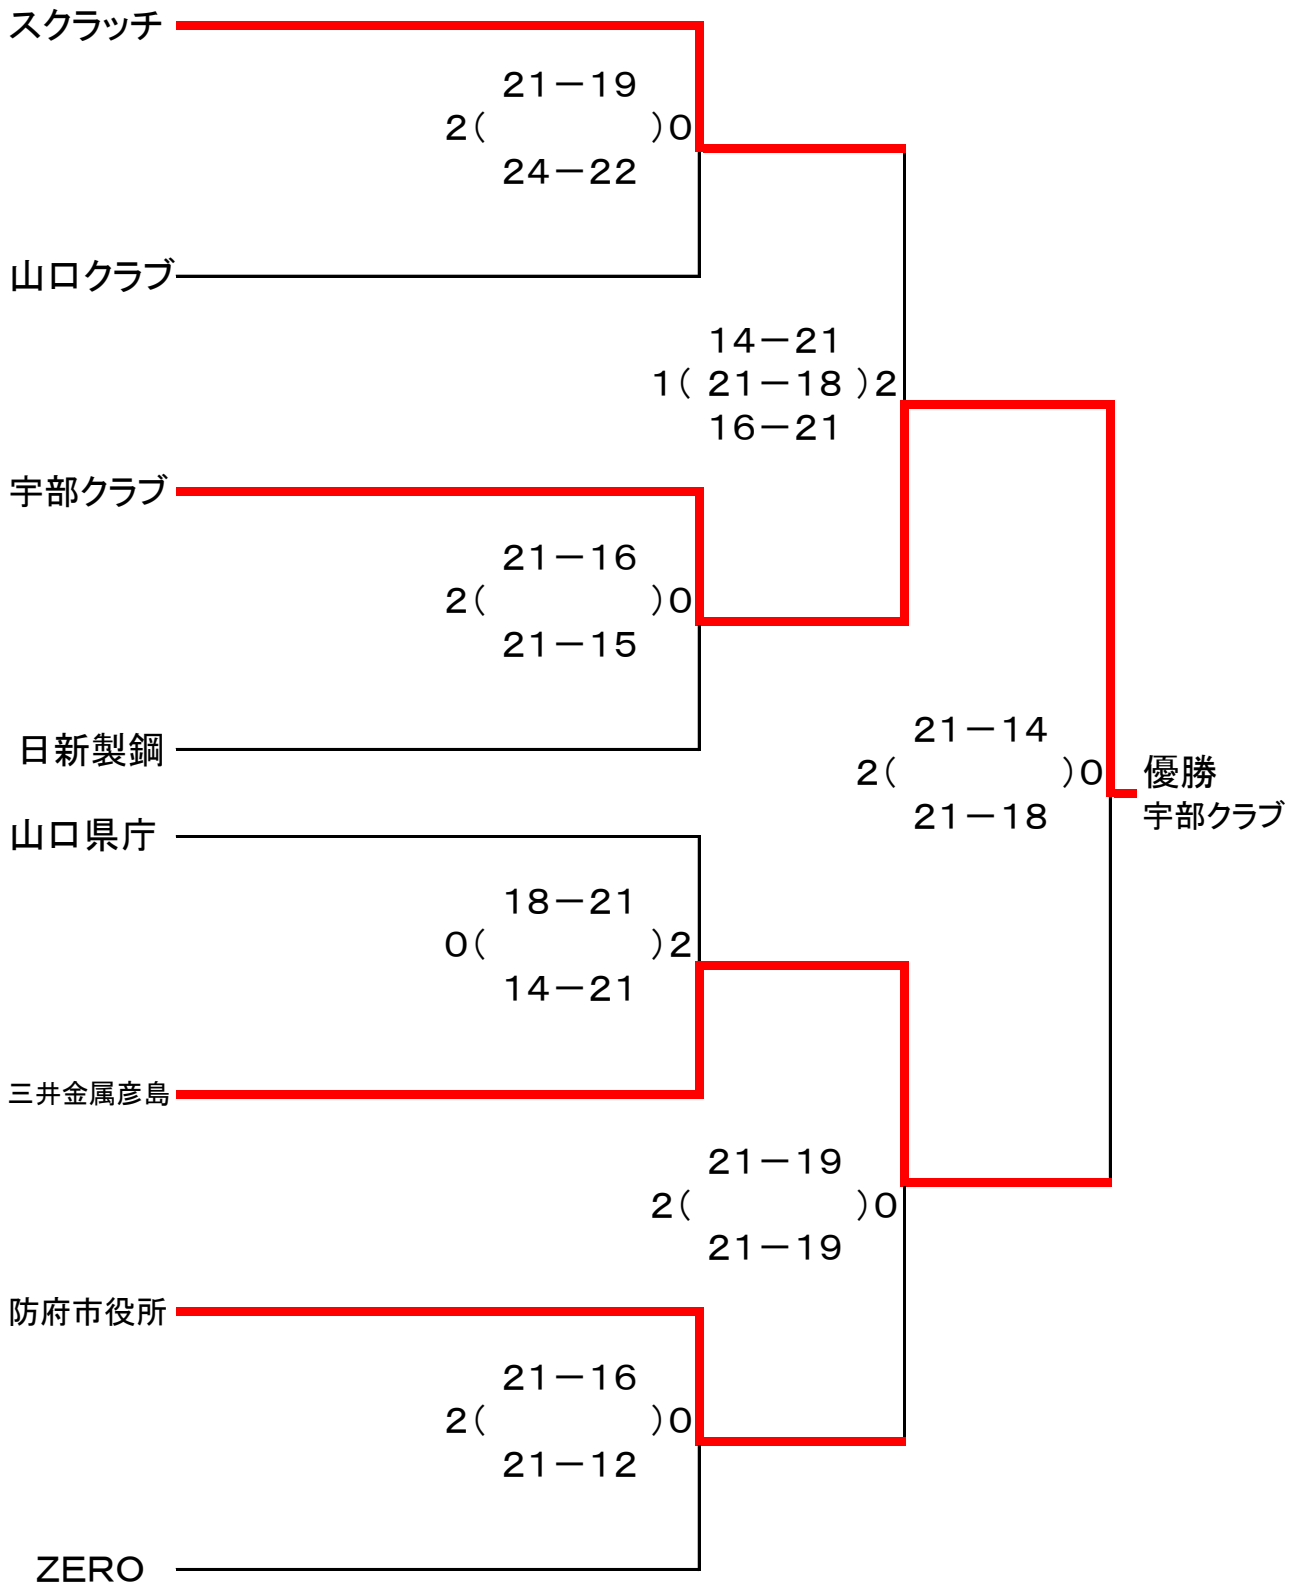 スクラッチ
21－19
2( )0
24－22
山口クラブ
14－21
1( 21－18 )2
16－21
宇部クラブ
21－16
2( )0
21－15
日新製鋼
21－14
2( )0
21－18
優勝
宇部クラブ
山口県庁
18－21
0( )2
14－21
三井金属彦島
21－19
2( )0
21－19
防府市役所
21－16
2( )0
21－12
ZERO